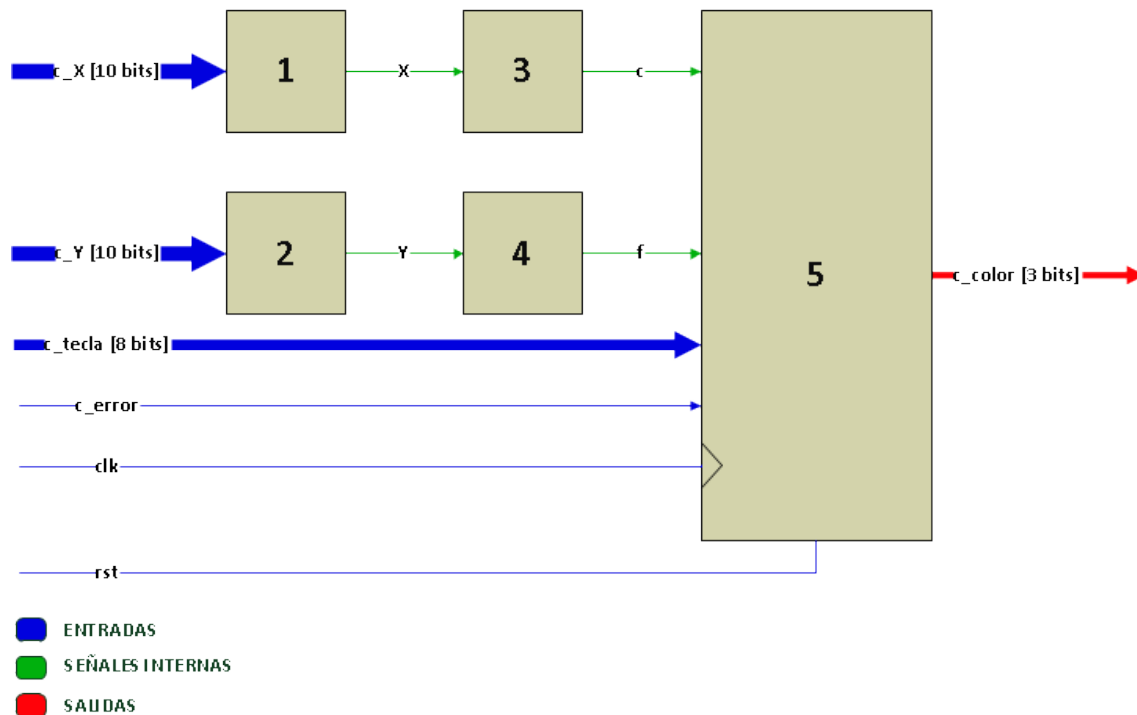 c_X [10 bits]
1
X
3
c
c_Y [10 bits]
2
Y
4
f
5
c_color [3 bits]
c_tecla [8 bits]
c_error
clk
rst
ENTRADAS
SEÑALES INTERNAS
SALIDAS